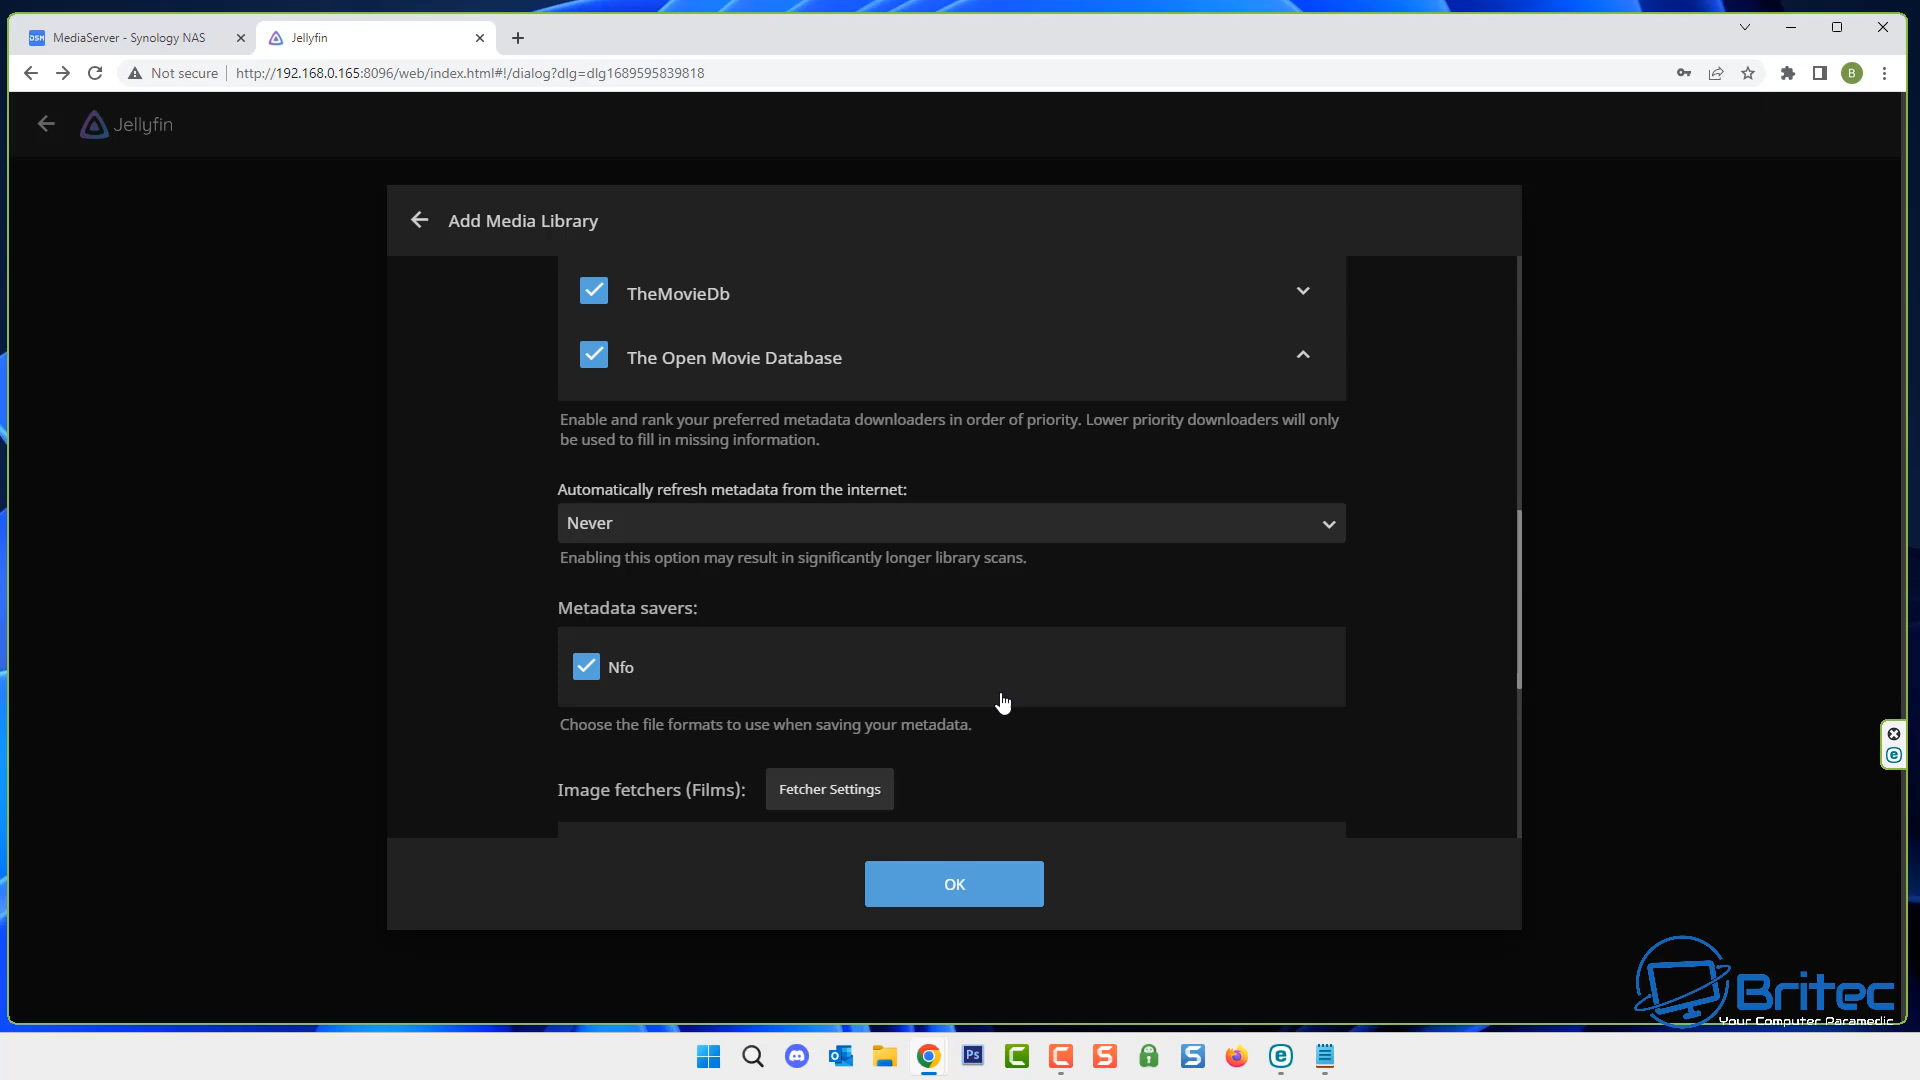 DSM MediaServer - Synology NAS
Jellyfin
Not secure
http://192.168.0.165:8096/web/index.html#!/dialog?dlg=dlg1689595839818
B
Jellyfin
Add Media Library
TheMovieDb
The Open Movie Database
Enable and rank your preferred metadata downloaders in order of priority. Lower priority downloaders will only
be used to fill in missing information.
Automatically refresh metadata from the internet:
Never
Enabling this option may result in significantly longer library scans.
Metadata savers:
Nfo
Choose the file formats to use when saving your metadata.
Image fetchers (Films):
Fetcher Settings
OK
Britec
Your Computer Paramedic
Ps